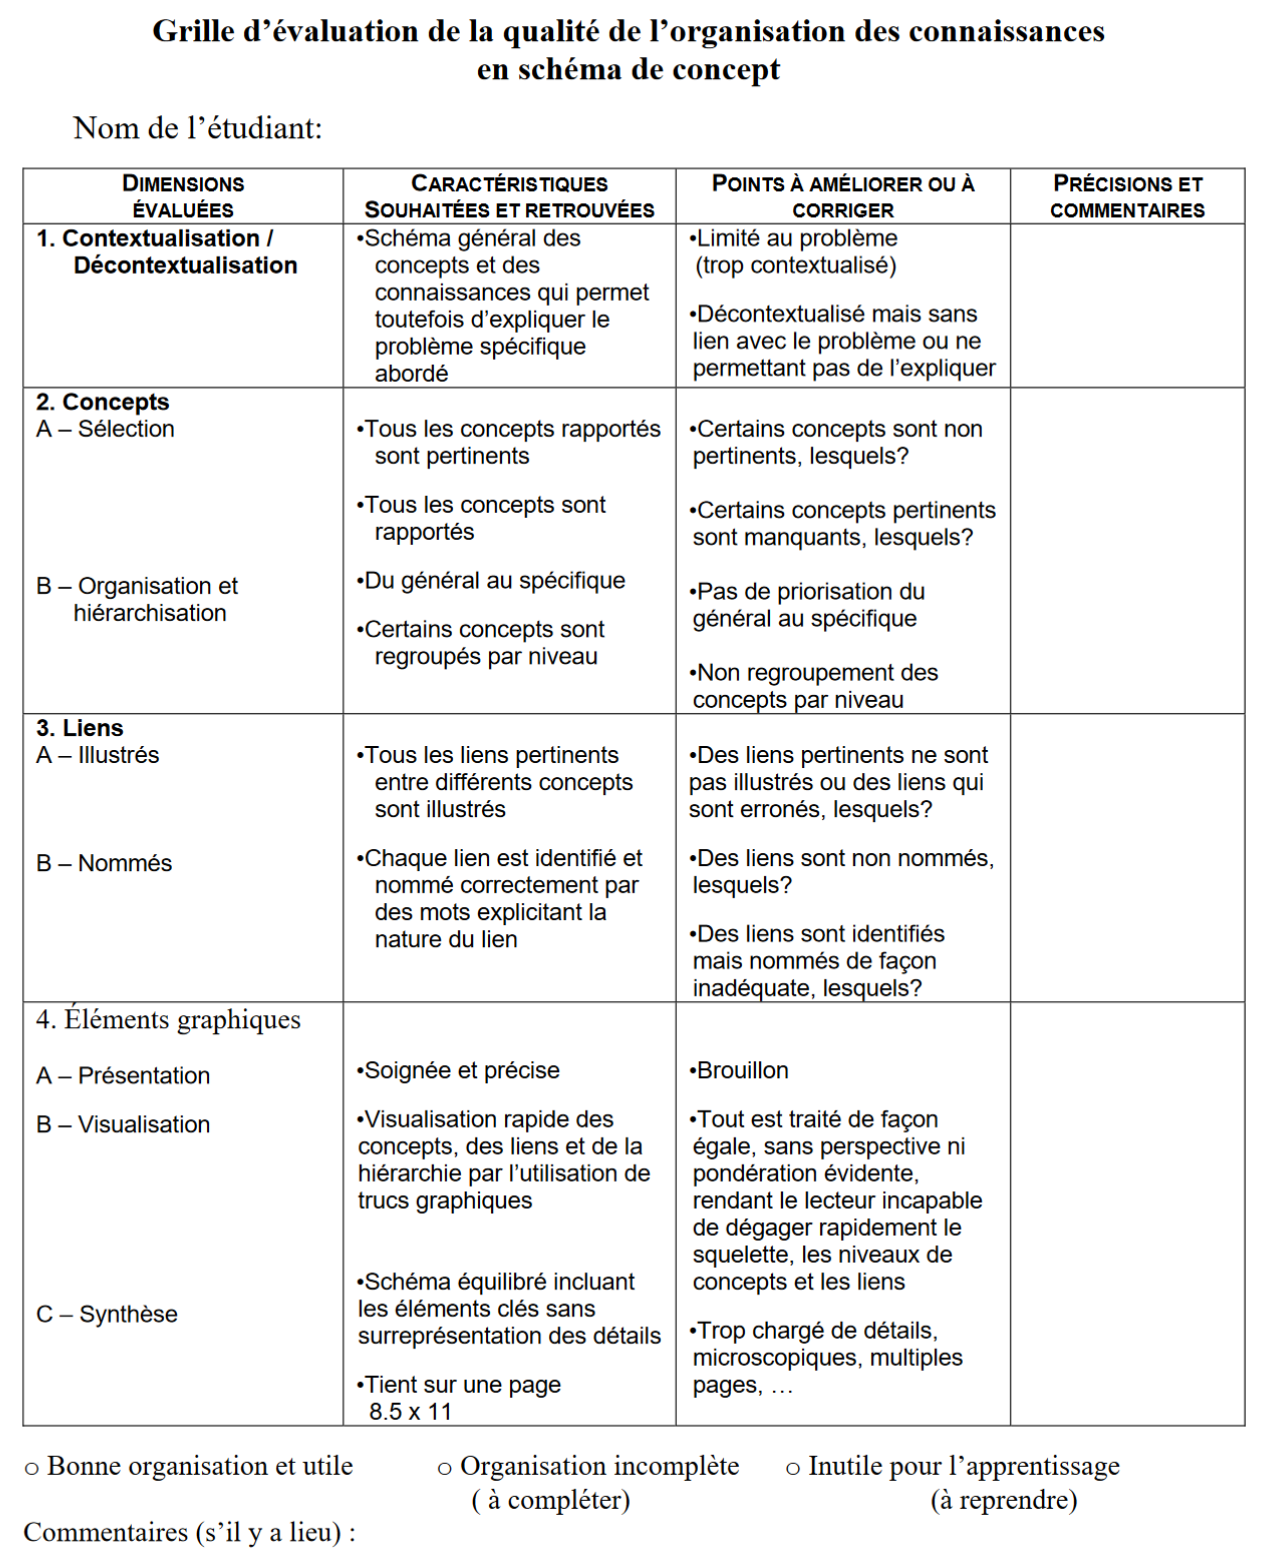 Grille d’évaluation de la qualité de l’organisation des connaissances
en schéma de concept
Nom de l’étudiant:
DIMENSIONS
ÉVALUÉES
CARACTÉRISTIQUES
SOUHAITÉES ET RETROUVÉES
POINTS À AMÉLIORER OU À
CORRIGER
PRÉCISIONS ET
COMMENTAIRES
1. Contextualisation /
Décontextualisation
•Schéma général des
concepts et des
connaissances qui permet
toutefois d’expliquer le
problème spécifique
abordé
•Limité au problème
(trop contextualisé)
•Décontextualisé mais sans
lien avec le problème ou ne
permettant pas de l’expliquer
2. Concepts
A – Sélection
•Tous les concepts rapportés
sont pertinents
•Tous les concepts sont
rapportés
•Certains concepts sont non
pertinents, lesquels?
•Certains concepts pertinents
sont manquants, lesquels?
B – Organisation et
hiérarchisation
•Du général au spécifique
•Certains concepts sont
regroupés par niveau
•Pas de priorisation du
général au spécifique
•Non regroupement des
concepts par niveau
3. Liens
A – Illustrés
•Tous les liens pertinents
entre différents concepts
sont illustrés
•Des liens pertinents ne sont
pas illustrés ou des liens qui
sont erronés, lesquels?
B – Nommés
•Chaque lien est identifié et
nommé correctement par
des mots explicitant la
nature du lien
•Des liens sont non nommés,
lesquels?
•Des liens sont identifiés
mais nommés de façon
inadéquate, lesquels?
4. Éléments graphiques
A – Présentation
•Soignée et précise
•Brouillon
B – Visualisation
•Visualisation rapide des
concepts, des liens et de la
hiérarchie par l’utilisation de
trucs graphiques
•Tout est traité de façon
égale, sans perspective ni
pondération évidente,
rendant le lecteur incapable
de dégager rapidement le
squelette, les niveaux de
concepts et les liens
C – Synthèse
•Schéma équilibré incluant
les éléments clés sans
surreprésentation des détails
•Tient sur une page
8.5 x 11
•Trop chargé de détails,
microscopiques, multiples
pages, …
o Bonne organisation et utile
o Organisation incomplète
( à compléter)
o Inutile pour l’apprentissage
(à reprendre)
Commentaires (s’il y a lieu) :